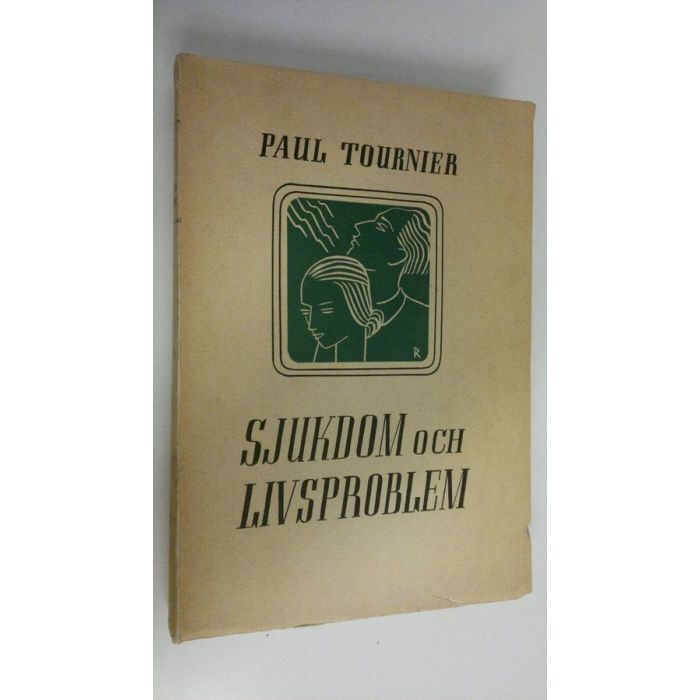 PAUL TOURNIER
R
SJUKDOM OCH
LIVSPROBLEM